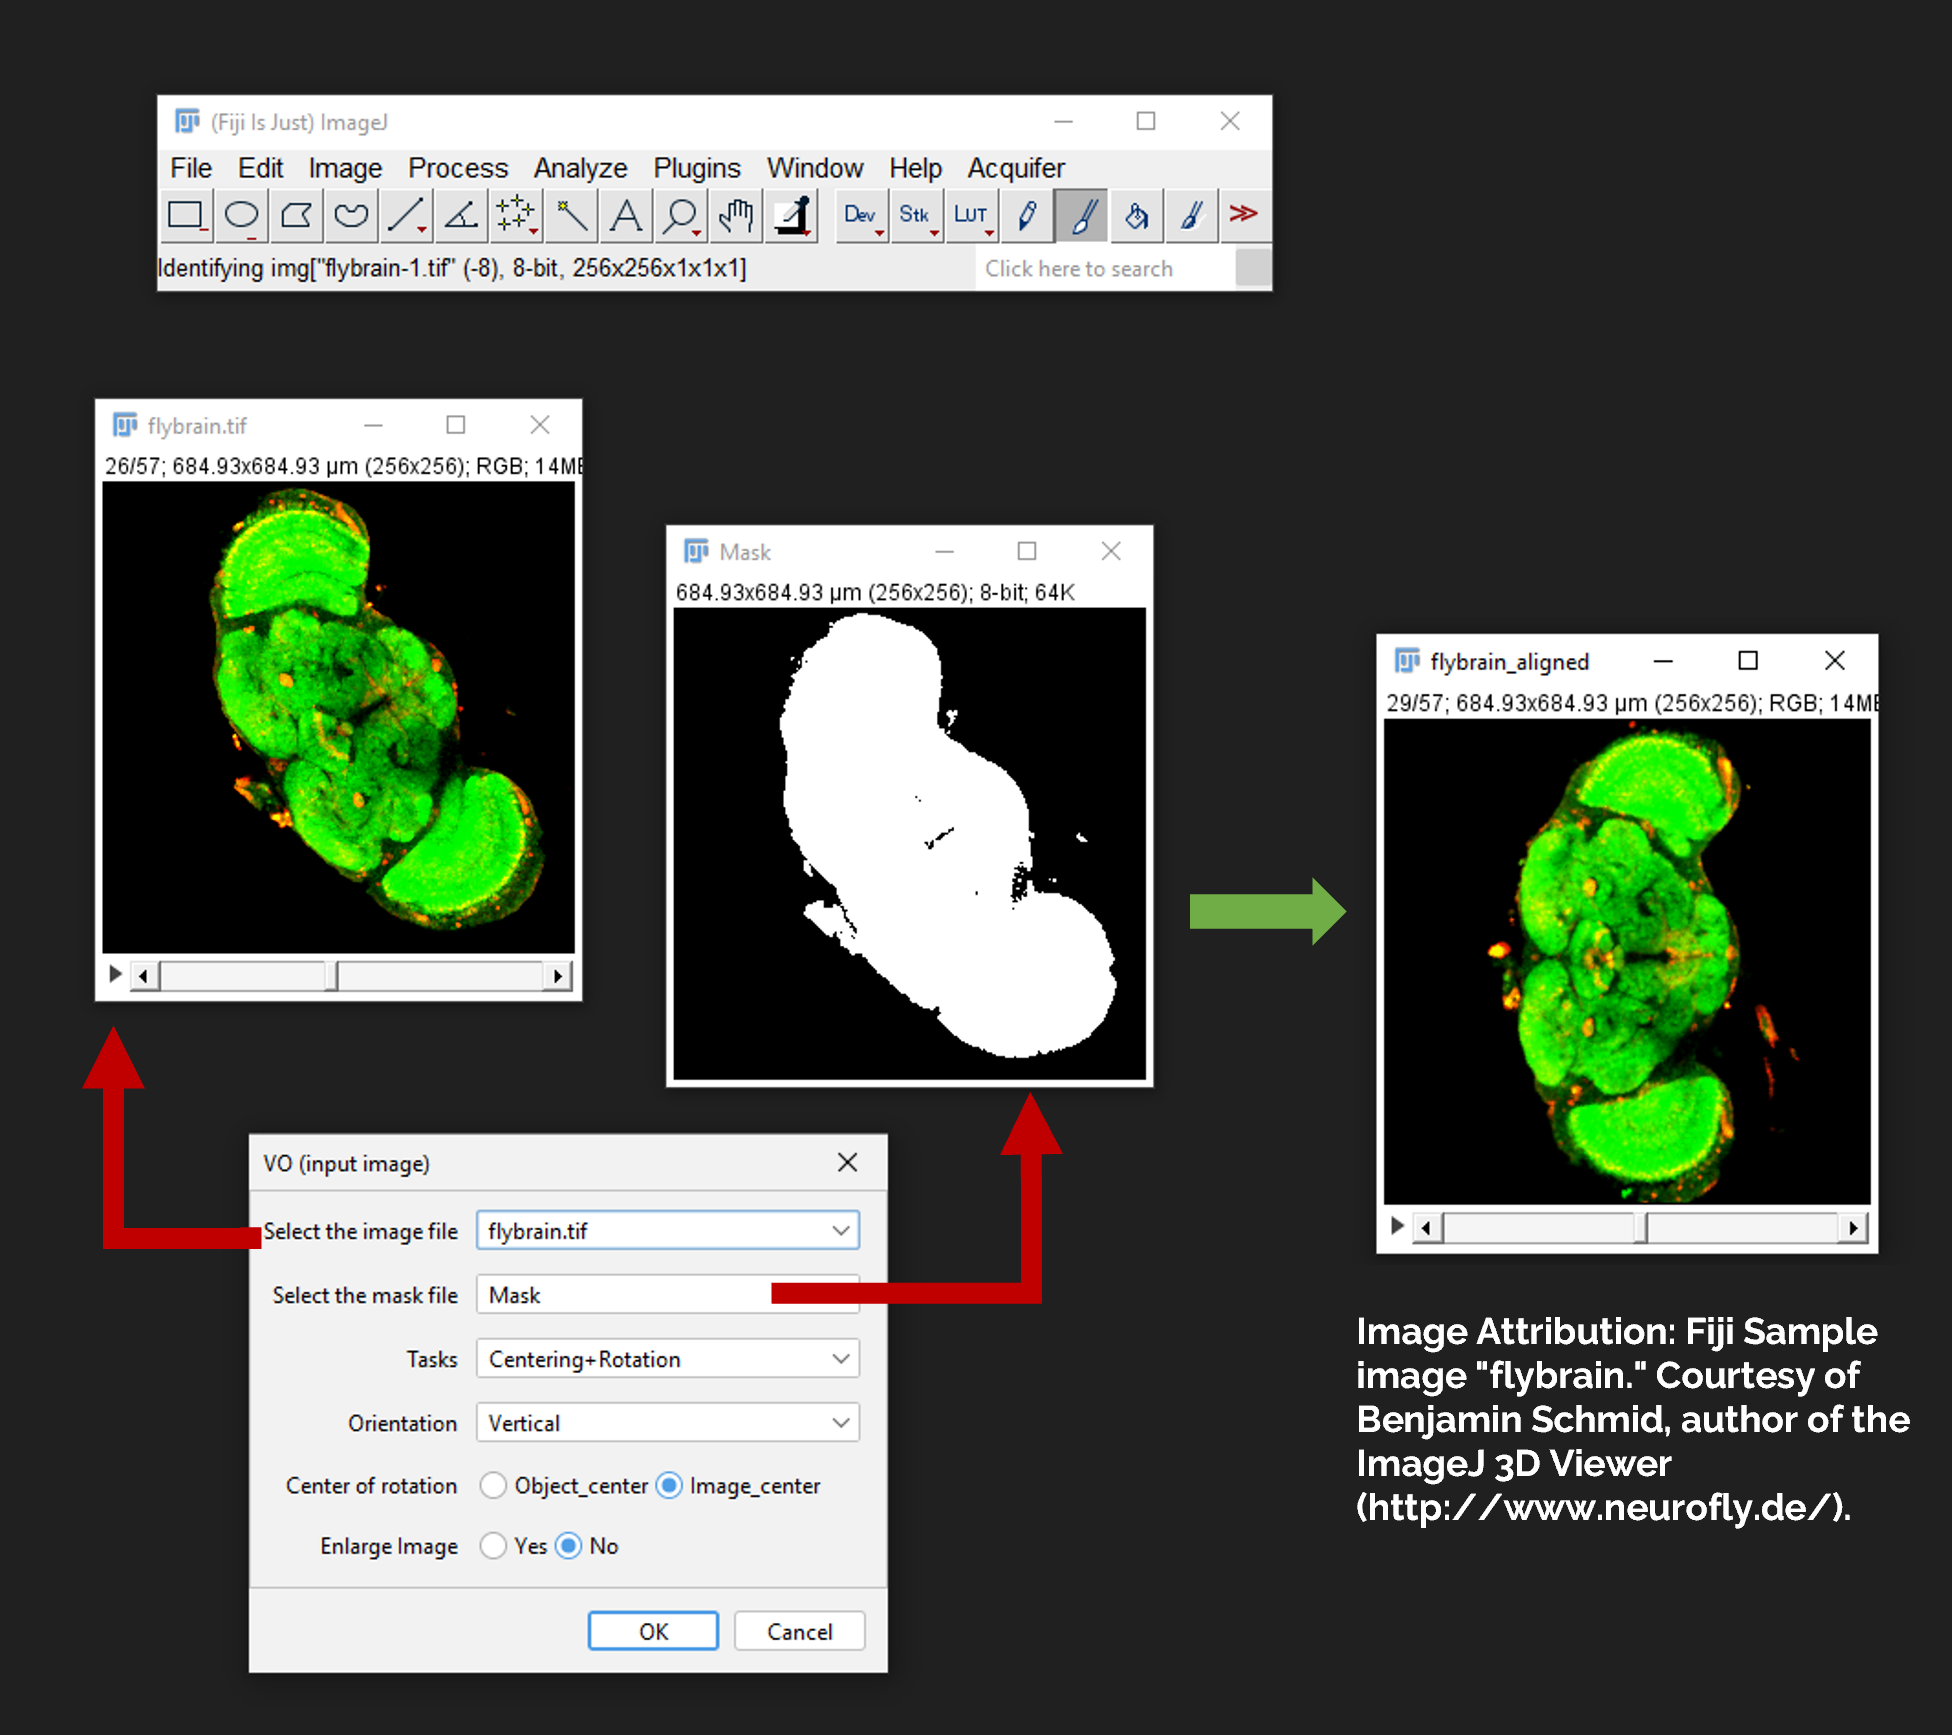 (Fiji Is Just) ImageJ
File Edit Image Process Analyze Plugins Window Help Acquifer
Dev Stk LUT
Identifying img["flybrain-1.tif" (-8), 8-bit, 256x256x1x1x1]
Click here to search
flybrain.tif
26/57; 684.93x684.93 µm (256x256); RGB; 14MB
Mask
684.93x684.93 µm (256x256); 8-bit; 64K
flybrain_aligned
29/57; 684.93x684.93 µm (256x256); RGB; 14MB
VO (input image)
Select the image file flybrain.tif
Select the mask file Mask
Tasks Centering+Rotation
Orientation Vertical
Center of rotation Object_center Image_center
Enlarge Image Yes No
OK Cancel
Image Attribution: Fiji Sample
image "flybrain." Courtesy of
Benjamin Schmid, author of the
ImageJ 3D Viewer
(http://www.neurofly.de/).